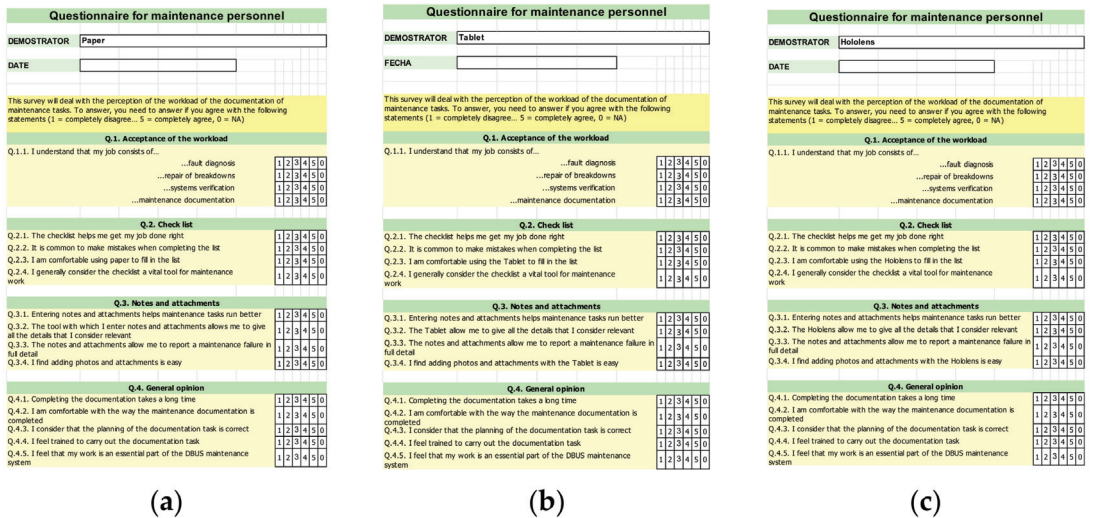 Questionnaire for maintenance personnel
DEMOSTRATOR Paper
DATE
This survey will deal with the perception of the workload of the documentation of
maintenance tasks. To answer, you need to answer if you agree with the following
statements (1 = completely disagree... 5 = completely agree, 0 = NA)
Q.1. Acceptance of the workload
Q.1.1. I understand that my job consists of...
...fault diagnosis 1 2 3 4 5 0
...repair of breakdowns 1 2 3 4 5 0
...systems verification 1 2 3 4 5 0
...maintenance documentation 1 2 3 4 5 0
Q.2. Check list
Q.2.1. The checklist helps me get my job done right 1 2 3 4 5 0
Q.2.2. It is common to make mistakes when completing the list 1 2 3 4 5 0
Q.2.3. I am comfortable using paper to fill in the list 1 2 3 4 5 0
Q.2.4. I generally consider the checklist a vital tool for maintenance
work 1 2 3 4 5 0
Q.3. Notes and attachments
Q.3.1. Entering notes and attachments helps maintenance tasks run better 1 2 3 4 5 0
Q.3.2. The tool with which I enter notes and attachments allows me to give
all the details that I consider relevant 1 2 3 4 5 0
Q.3.3. The notes and attachments allow me to report a maintenance failure in
full detail 1 2 3 4 5 0
Q.3.4. I find adding photos and attachments is easy 1 2 3 4 5 0
Q.4. General opinion
Q.4.1. Completing the documentation takes a long time 1 2 3 4 5 0
Q.4.2. I am comfortable with the way the maintenance documentation is
completed 1 2 3 4 5 0
Q.4.3. I consider that the planning of the documentation task is correct 1 2 3 4 5 0
Q.4.4. I feel trained to carry out the documentation task 1 2 3 4 5 0
Q.4.5. I feel that my work is an essential part of the DBUS maintenance
system 1 2 3 4 5 0
(a)
Questionnaire for maintenance personnel
DEMOSTRATOR Tablet
FECHA
This survey will deal with the perception of the workload of the documentation of
maintenance tasks. To answer, you need to answer if you agree with the following
statements (1 = completely disagree... 5 = completely agree, 0 = NA)
Q.1. Acceptance of the workload
Q.1.1. I understand that my job consists of...
...fault diagnosis 1 2 3 4 5 0
...repair of breakdowns 1 2 3 4 5 0
...systems verification 1 2 3 4 5 0
...maintenance documentation 1 2 3 4 5 0
Q.2. Check list
Q.2.1. The checklist helps me get my job done right 1 2 3 4 5 0
Q.2.2. It is common to make mistakes when completing the list 1 2 3 4 5 0
Q.2.3. I am comfortable using the Tablet to fill in the list 1 2 3 4 5 0
Q.2.4. I generally consider the checklist a vital tool for maintenance
work 1 2 3 4 5 0
Q.3. Notes and attachments
Q.3.1. Entering notes and attachments helps maintenance tasks run better 1 2 3 4 5 0
Q.3.2. The Tablet allow me to give all the details that I consider relevant 1 2 3 4 5 0
Q.3.3. The notes and attachments allow me to report a maintenance failure in
full detail 1 2 3 4 5 0
Q.3.4. I find adding photos and attachments with the Tablet is easy 1 2 3 4 5 0
Q.4. General opinion
Q.4.1. Completing the documentation takes a long time 1 2 3 4 5 0
Q.4.2. I am comfortable with the way the maintenance documentation is
completed 1 2 3 4 5 0
Q.4.3. I consider that the planning of the documentation task is correct 1 2 3 4 5 0
Q.4.4. I feel trained to carry out the documentation task 1 2 3 4 5 0
Q.4.5. I feel that my work is an essential part of the DBUS maintenance
system 1 2 3 4 5 0
(b)
Questionnaire for maintenance personnel
DEMOSTRATOR Hololens
DATE
This survey will deal with the perception of the workload of the documentation of
maintenance tasks. To answer, you need to answer if you agree with the following
statements (1 = completely disagree... 5 = completely agree, 0 = NA)
Q.1. Acceptance of the workload
Q.1.1. I understand that my job consists of...
...fault diagnosis 1 2 3 4 5 0
...repair of breakdowns 1 2 3 4 5 0
...systems verification 1 2 3 4 5 0
...maintenance documentation 1 2 3 4 5 0
Q.2. Check list
Q.2.1. The checklist helps me get my job done right 1 2 3 4 5 0
Q.2.2. It is common to make mistakes when completing the list 1 2 3 4 5 0
Q.2.3. I am comfortable using the Hololens to fill in the list 1 2 3 4 5 0
Q.2.4. I generally consider the checklist a vital tool for maintenance
work 1 2 3 4 5 0
Q.3. Notes and attachments
Q.3.1. Entering notes and attachments helps maintenance tasks run better 1 2 3 4 5 0
Q.3.2. The Hololens allow me to give all the details that I consider relevant 1 2 3 4 5 0
Q.3.3. The notes and attachments allow me to report a maintenance failure in
full detail 1 2 3 4 5 0
Q.3.4. I find adding photos and attachments with the Hololens is easy 1 2 3 4 5 0
Q.4. General opinion
Q.4.1. Completing the documentation takes a long time 1 2 3 4 5 0
Q.4.2. I am comfortable with the way the maintenance documentation is
completed 1 2 3 4 5 0
Q.4.3. I consider that the planning of the documentation task is correct 1 2 3 4 5 0
Q.4.4. I feel trained to carry out the documentation task 1 2 3 4 5 0
Q.4.5. I feel that my work is an essential part of the DBUS maintenance
system 1 2 3 4 5 0
(c)